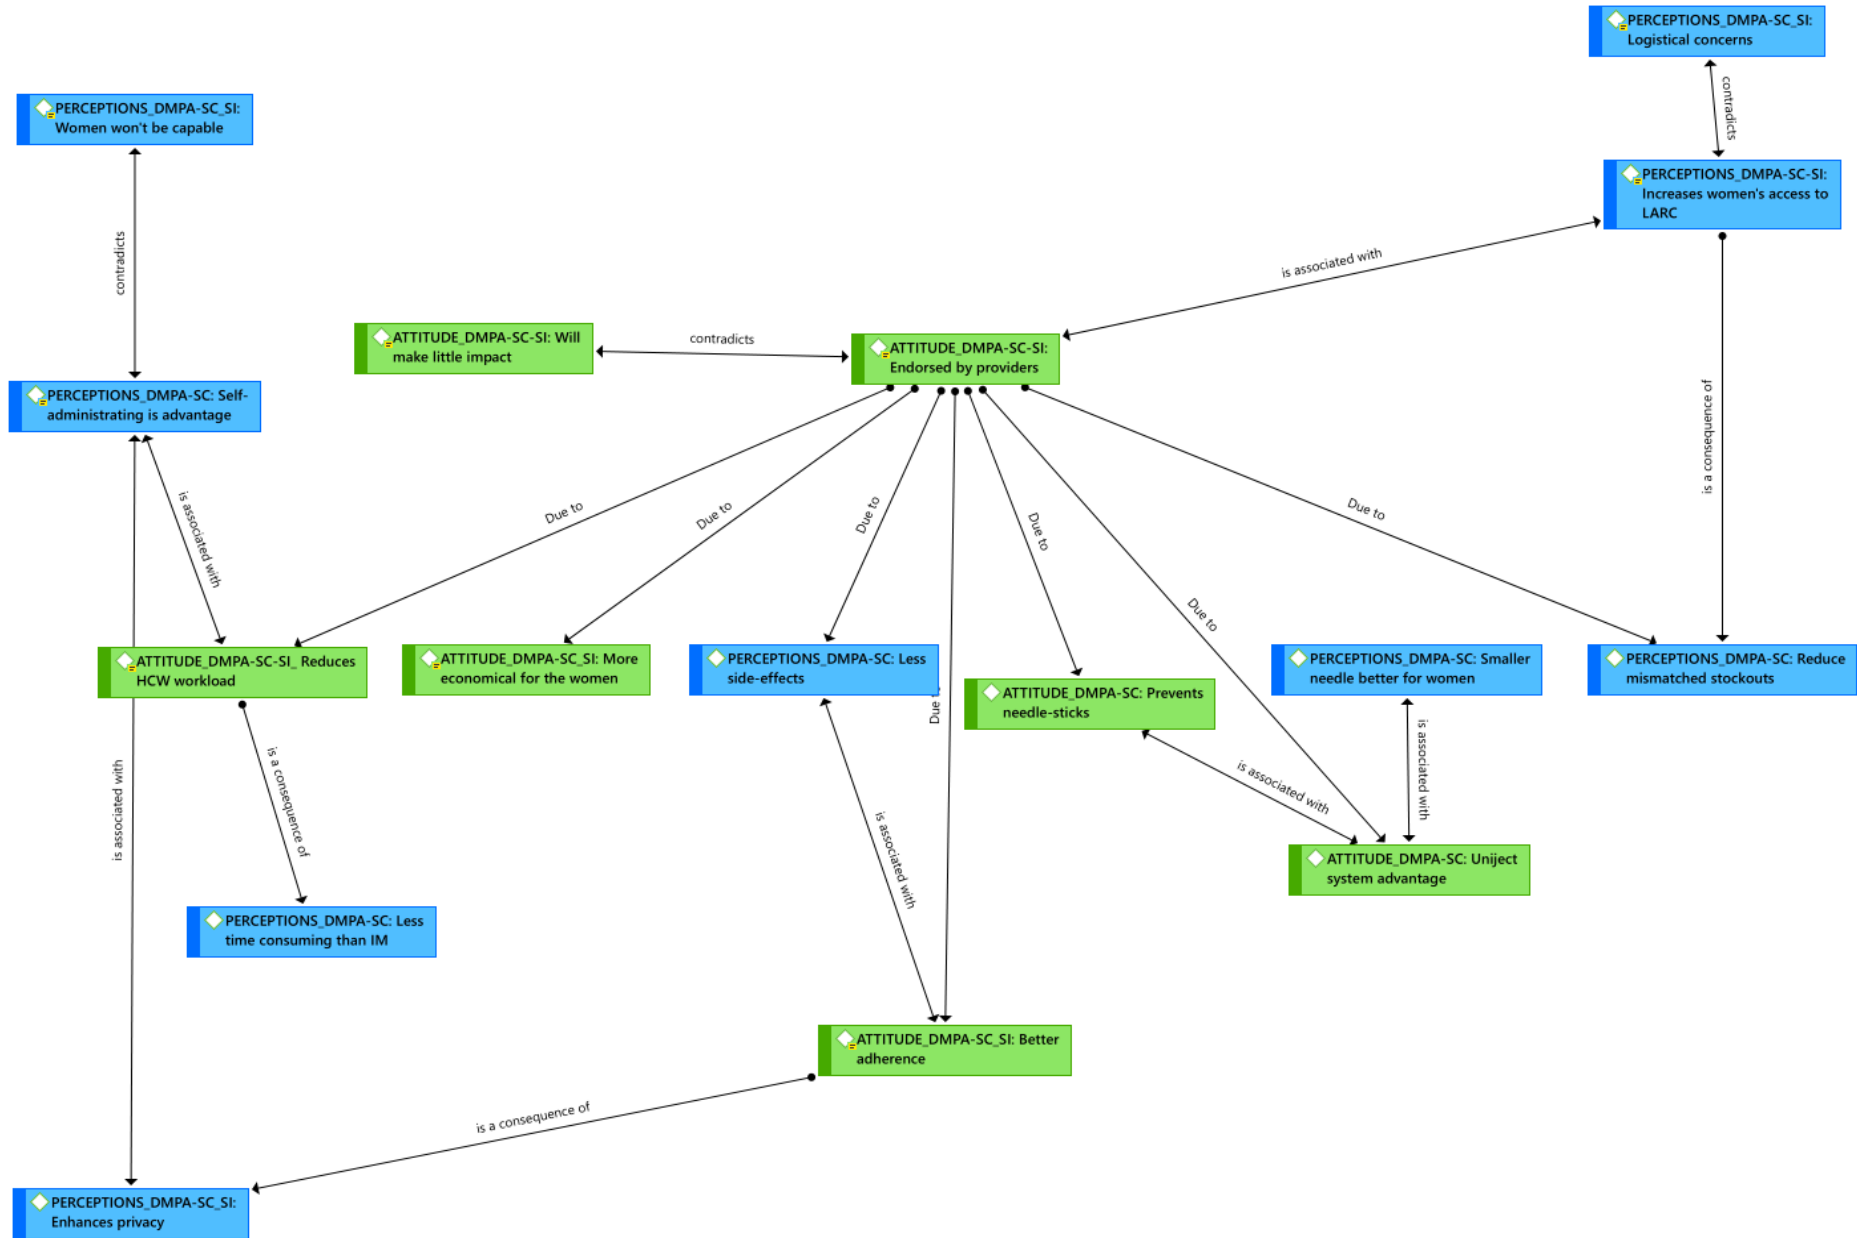 PERCEPTIONS_DMPA-SC_SI:
Logistical concerns
PERCEPTIONS_DMPA-SC_SI:
Women won't be capable
contradicts
PERCEPTIONS_DMPA-SC-SI:
Increases women's access to
LARC
contradicts
is associated with
ATTITUDE_DMPA-SC-SI: Will
make little impact
contradicts
ATTITUDE_DMPA-SC-SI:
Endorsed by providers
PERCEPTIONS_DMPA-SC: Self-
administrating is advantage
is a consequence of
is associated with
Due to
Due to
Due to
Due to
Due to
Due to
ATTITUDE_DMPA-SC-SI_ Reduces
HCW workload
ATTITUDE_DMPA-SC_SI: More
economical for the women
PERCEPTIONS_DMPA-SC: Less
side-effects
Due
ATTITUDE_DMPA-SC: Prevents
needle-sticks
PERCEPTIONS_DMPA-SC: Smaller
needle better for women
PERCEPTIONS_DMPA-SC: Reduce
mismatched stockouts
is associated with
is a consequence of
is associated with
is associated with
is associated with
ATTITUDE_DMPA-SC: Uniject
system advantage
PERCEPTIONS_DMPA-SC: Less
time consuming than IM
ATTITUDE_DMPA-SC_SI: Better
adherence
is a consequence of
PERCEPTIONS_DMPA-SC_SI:
Enhances privacy